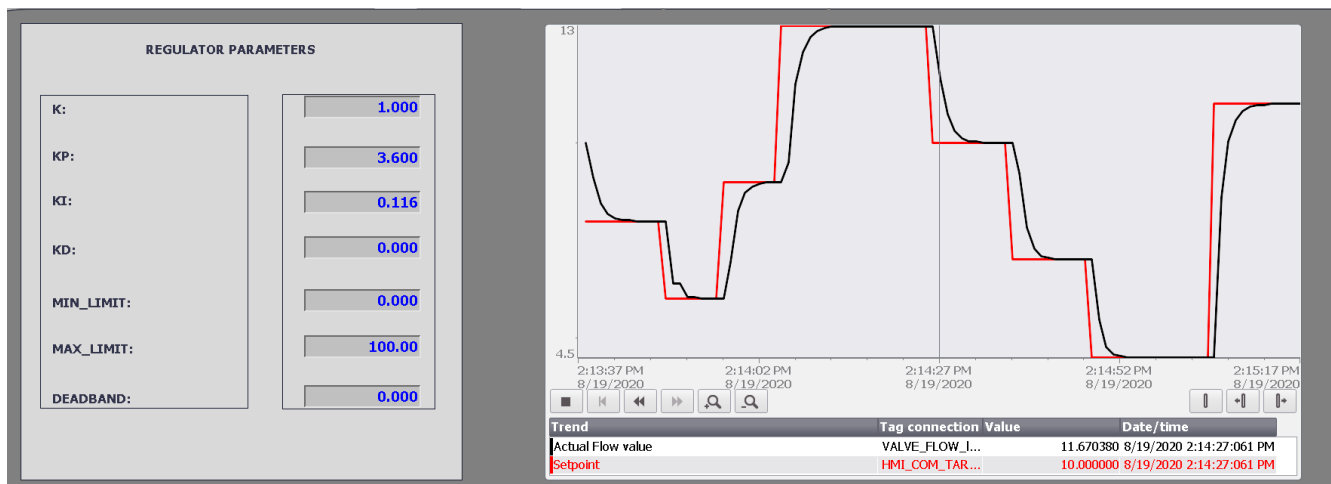 REGULATOR PARAMETERS
K: 1.000
KP: 3.600
KI: 0.116
KD: 0.000
MIN_LIMIT: 0.000
MAX_LIMIT: 100.00
DEADBAND: 0.000
13
4.5
2:13:37 PM 2:14:02 PM 2:14:27 PM 2:14:52 PM 2:15:17 PM
8/19/2020 8/19/2020 8/19/2020 8/19/2020 8/19/2020
Trend Tag connection Value Date/time
Actual Flow value VALVE_FLOW_I... 11.670380 8/19/2020 2:14:27:061 PM
Setpoint HMI_COM_TAR... 10.000000 8/19/2020 2:14:27:061 PM